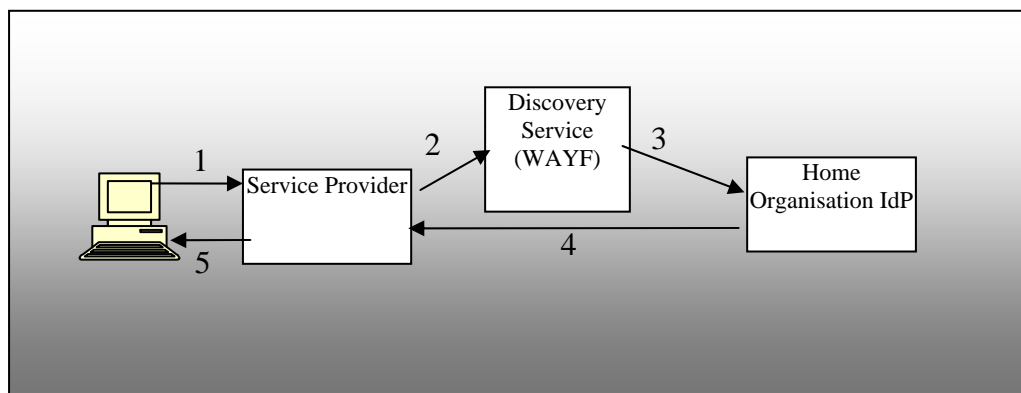 Discovery
Service
(WAYF)
1
2
3
Service Provider
Home
Organisation IdP
4
5